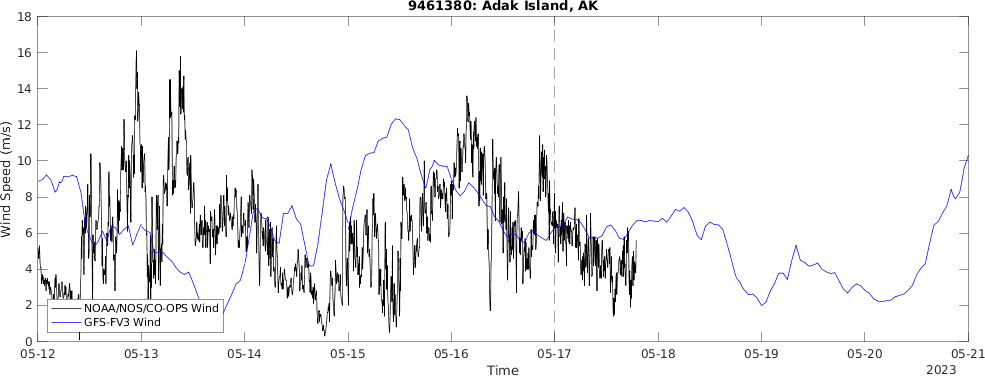 9461380: Adak Island, AK
Wind Speed (m/s)
18
16
14
12
10
8
6
4
2
0
NOAA/NOS/CO-OPS Wind
GFS-FV3 Wind
05-12 05-13 05-14 05-15 05-16 05-17 05-18 05-19 05-20 05-21
Time
2023